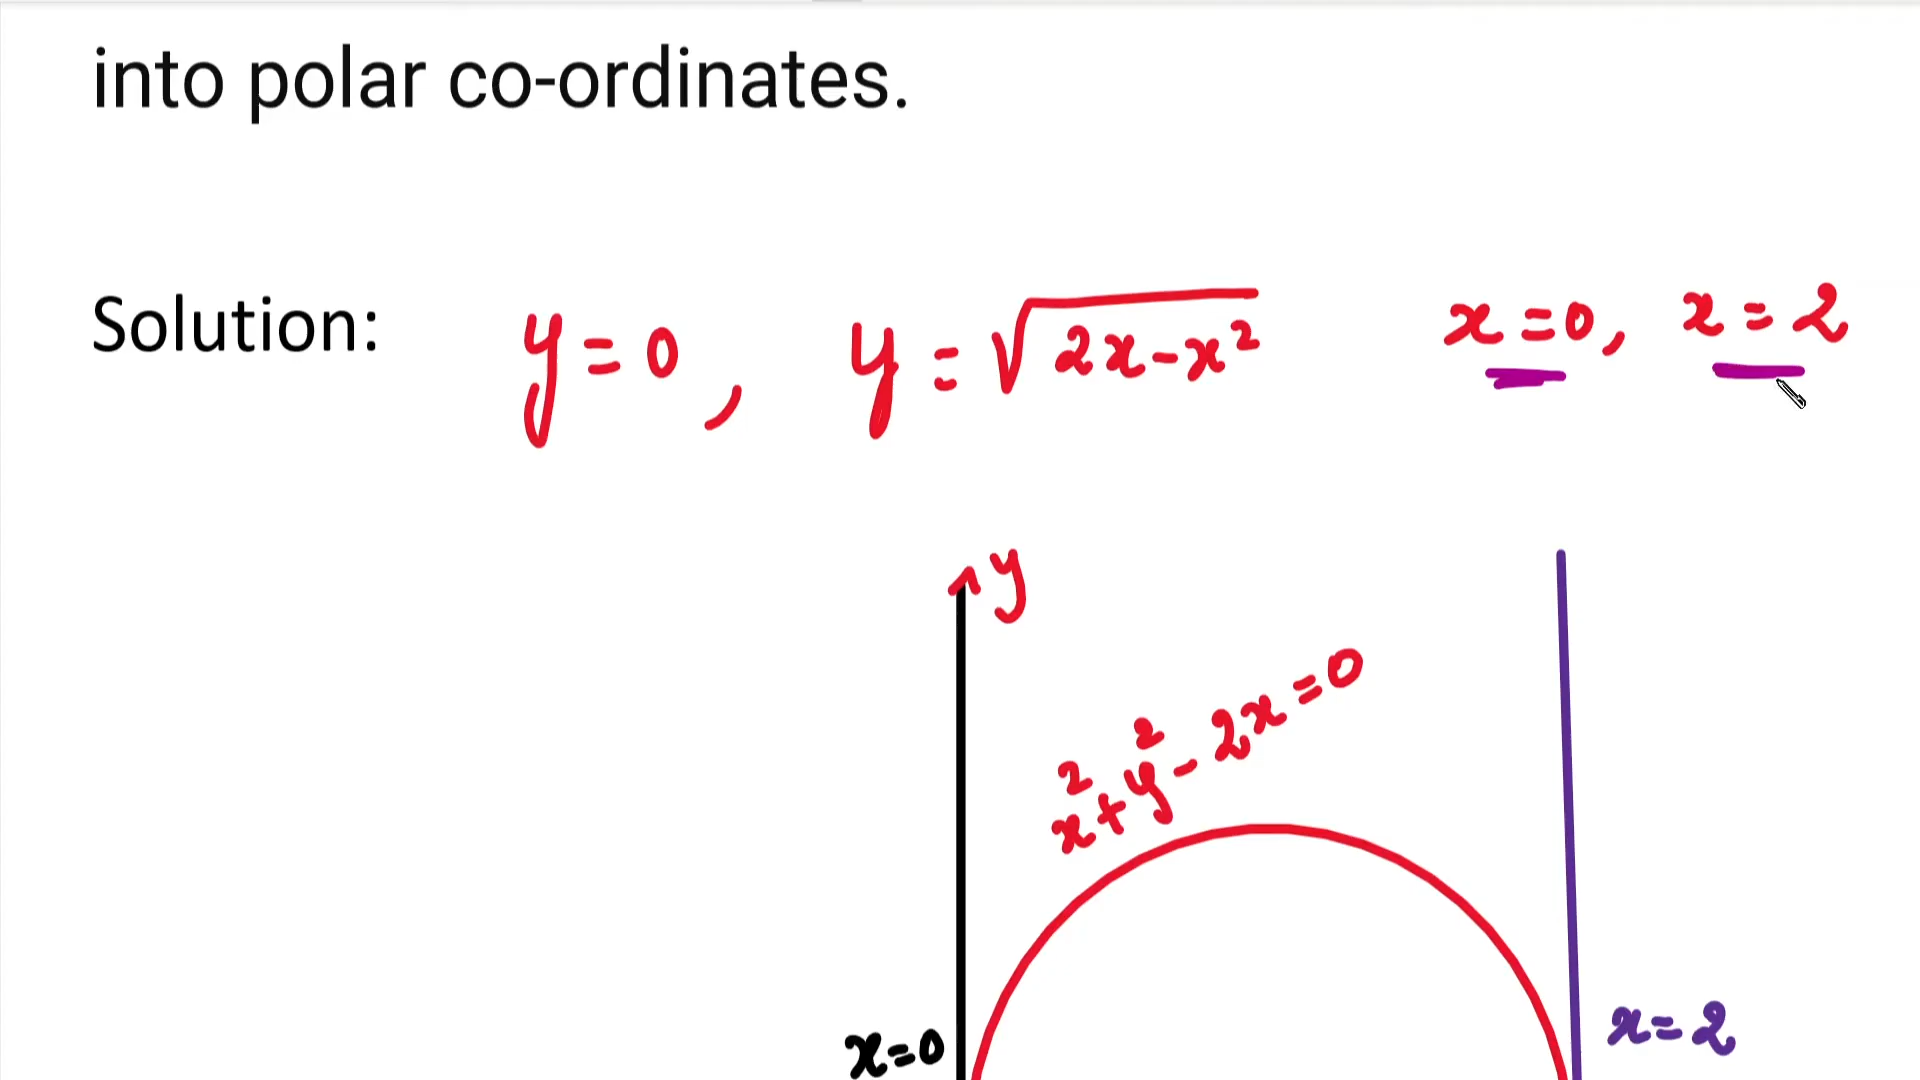 into polar co-ordinates.
Solution: y=0, y=√(2x-x²) x=0, x=2
y
x²+y²-2x=0
x=0
x=2